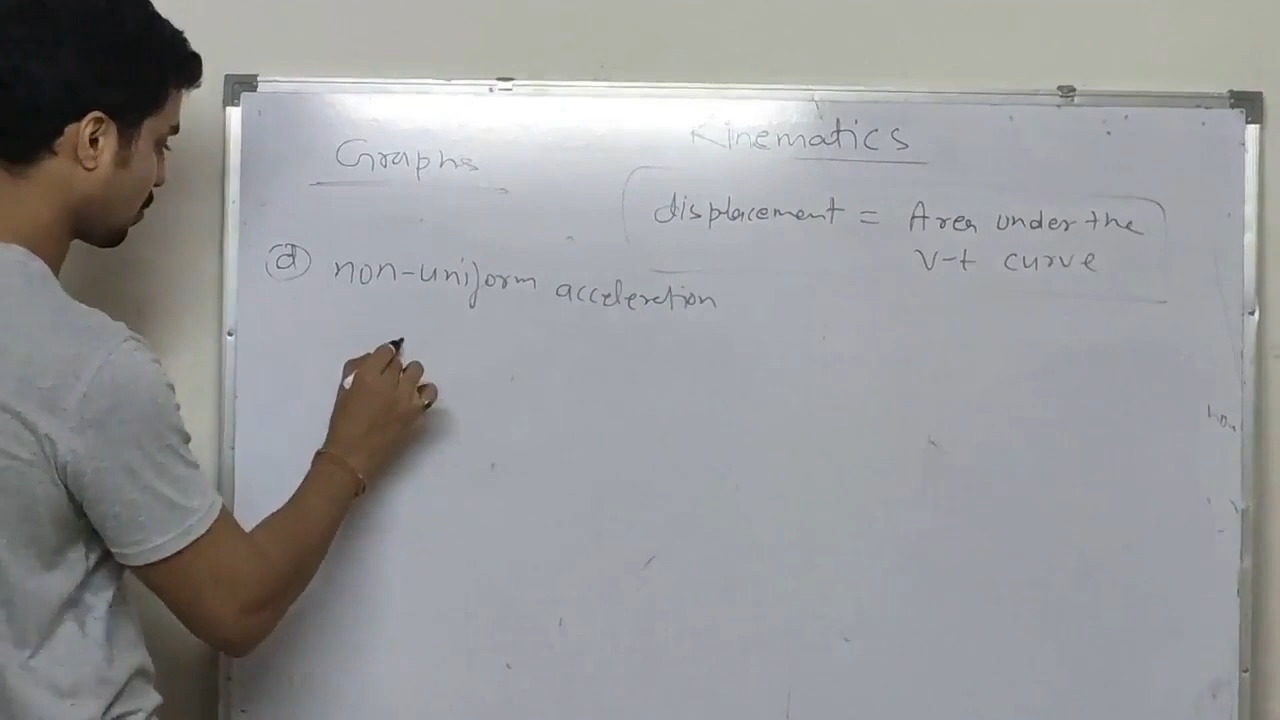 Kinematics
Graphs
displacement = Area under the
v-t curve
(d) non-uniform acceleration